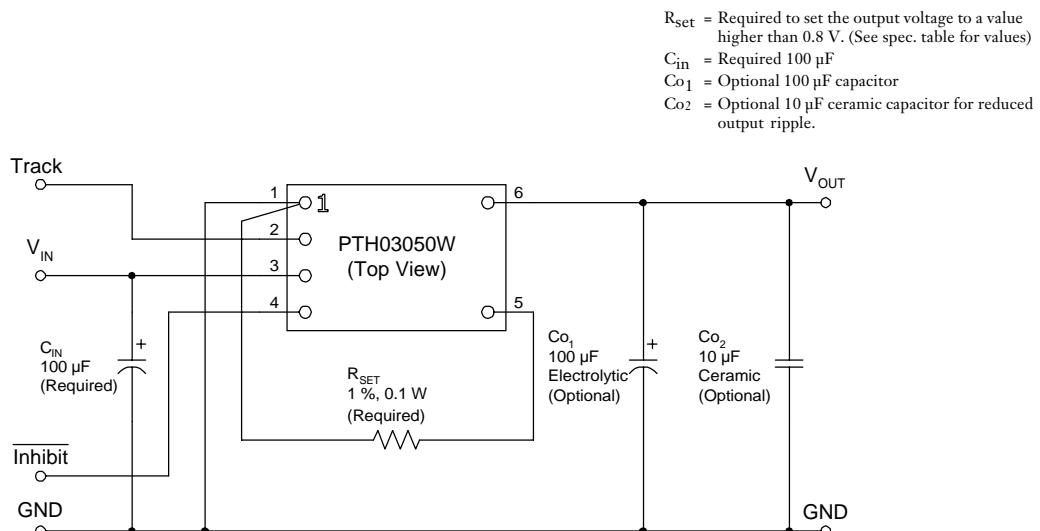 Rset = Required to set the output voltage to a value
higher than 0.8 V. (See spec. table for values)
Cin = Required 100 µF
Co1 = Optional 100 µF capacitor
Co2 = Optional 10 µF ceramic capacitor for reduced
output ripple.
Track
VIN
CIN
100 µF
(Required)
+
Inhibit
GND
1
2
3
4
1
PTH03050W
(Top View)
6
5
RSET
1 %, 0.1 W
(Required)
Co1
100 µF
Electrolytic
(Optional)
+
Co2
10 µF
Ceramic
(Optional)
VOUT
GND